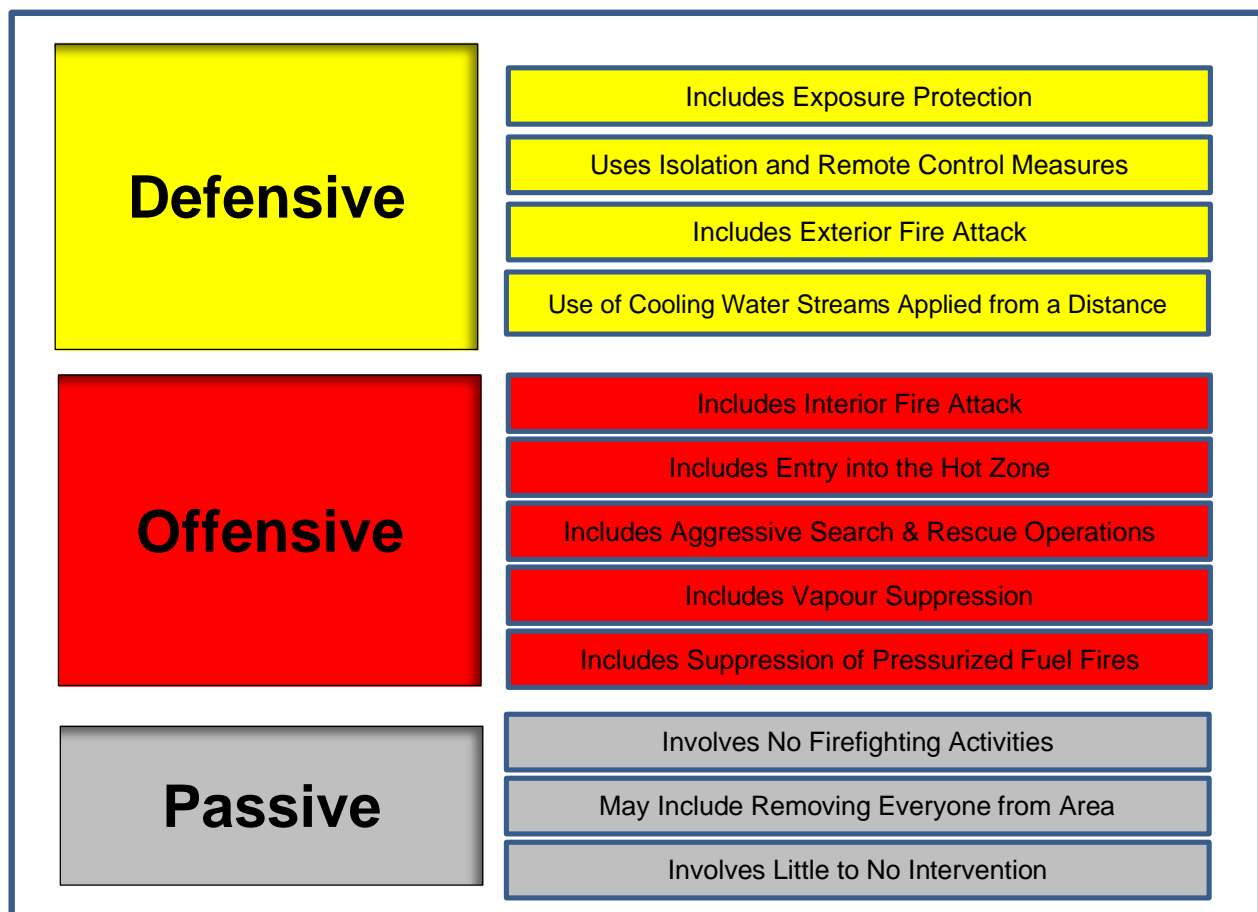 Defensive
Includes Exposure Protection
Uses Isolation and Remote Control Measures
Includes Exterior Fire Attack
Use of Cooling Water Streams Applied from a Distance
Offensive
Includes Interior Fire Attack
Includes Entry into the Hot Zone
Includes Aggressive Search & Rescue Operations
Includes Vapour Suppression
Includes Suppression of Pressurized Fuel Fires
Passive
Involves No Firefighting Activities
May Include Removing Everyone from Area
Involves Little to No Intervention